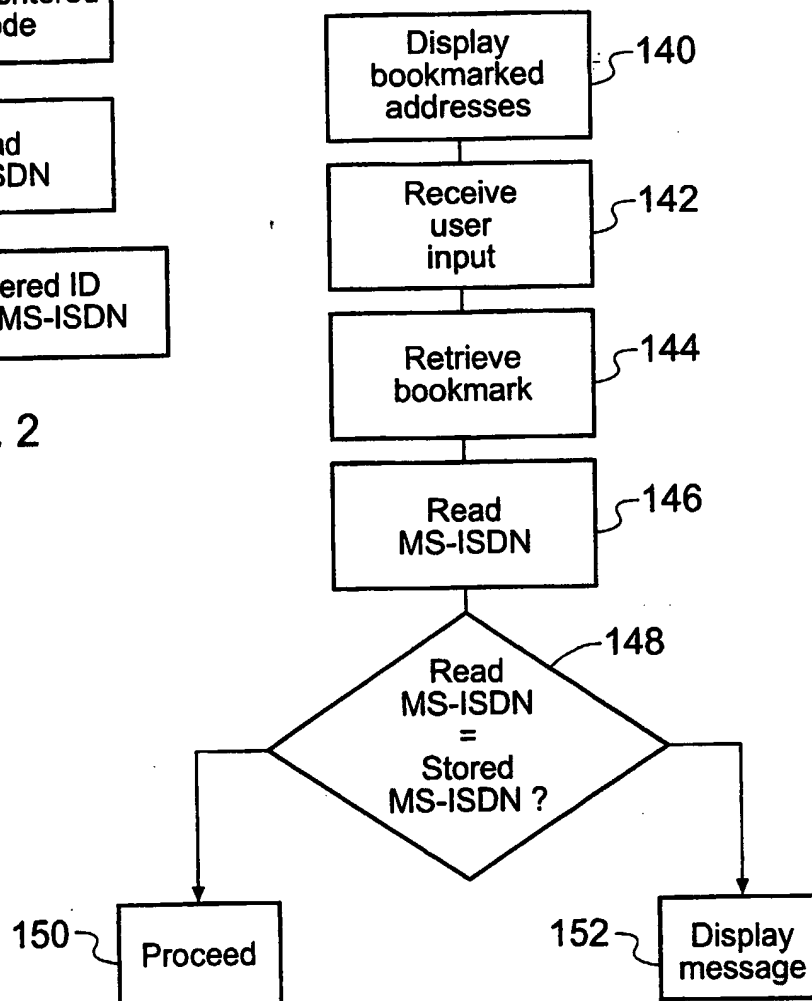 ode
Display
bookmarked
addresses
140
SDN
Receive
user
input
142
ered ID
MS-ISDN
Retrieve
bookmark
144
. 2
Read
MS-ISDN
146
Read
MS-ISDN
=
Stored
MS-ISDN ?
148
150
Proceed
152
Display
message